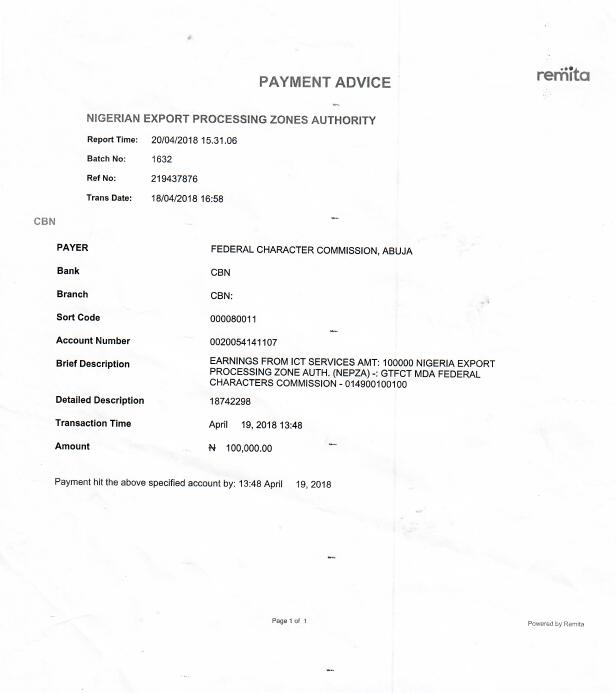 remita
PAYMENT ADVICE
NIGERIAN EXPORT PROCESSING ZONES AUTHORITY
Report Time: 20/04/2018 15.31.06
Batch No: 1632
Ref No: 219437876
Trans Date: 18/04/2018 16:58
CBN
PAYER FEDERAL CHARACTER COMMISSION, ABUJA
Bank CBN
Branch CBN:
Sort Code 000080011
Account Number 0020054141107
Brief Description EARNINGS FROM ICT SERVICES AMT: 100000 NIGERIA EXPORT
PROCESSING ZONE AUTH. (NEPZA) -: GTFCT MDA FEDERAL
CHARACTERS COMMISSION - 014900100100
Detailed Description 18742298
Transaction Time April 19, 2018 13:48
Amount ₦ 100,000.00
Payment hit the above specified account by: 13:48 April 19, 2018
Page 1 of 1
Powered by Remita